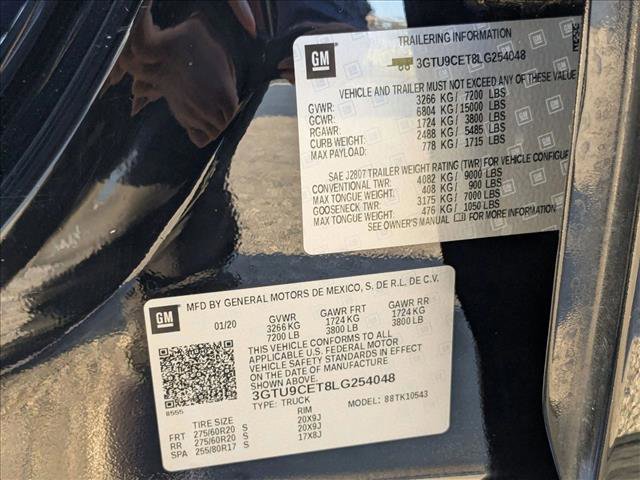 GM
TRAILERING INFORMATION
88 3GTU9CET8LG254048
VEHICLE AND TRAILER MUST NOT EXCEED ANY OF THESE VALUE
GVWR: 3266 KG / 7200 LBS
GCWR: 6804 KG / 15000 LBS
RGAWR: 1724 KG / 3800 LBS
CURB WEIGHT: 2488 KG / 5485 LBS
MAX PAYLOAD: 778 KG / 1715 LBS
SAE J2807 TRAILER WEIGHT RATING (TWR) FOR VEHICLE CONFIGUR
CONVENTIONAL TWR: 4082 KG / 9000 LBS
MAX TONGUE WEIGHT: 408 KG / 900 LBS
GOOSENECK TWR: 3175 KG / 7000 LBS
MAX TONGUE WEIGHT: 476 KG / 1050 LBS
SEE OWNER'S MANUAL FOR MORE INFORMATION
GM
MFD BY GENERAL MOTORS DE MEXICO, S. DE R.L. DE C.V.
01/20 GVWR GAWR FRT GAWR RR
3266 KG 1724 KG 1724 KG
7200 LB 3800 LB 3800 LB
THIS VEHICLE CONFORMS TO ALL
APPLICABLE U.S. FEDERAL MOTOR
VEHICLE SAFETY STANDARDS IN EFFECT
ON THE DATE OF MANUFACTURE
SHOWN ABOVE.
3GTU9CET8LG254048
8555
TYPE: TRUCK MODEL: 88TK10543
TIRE SIZE RIM
FRT 275/60R20 S 20X9J
RR 275/60R20 S 20X9J
SPA 255/80R17 S 17X8J